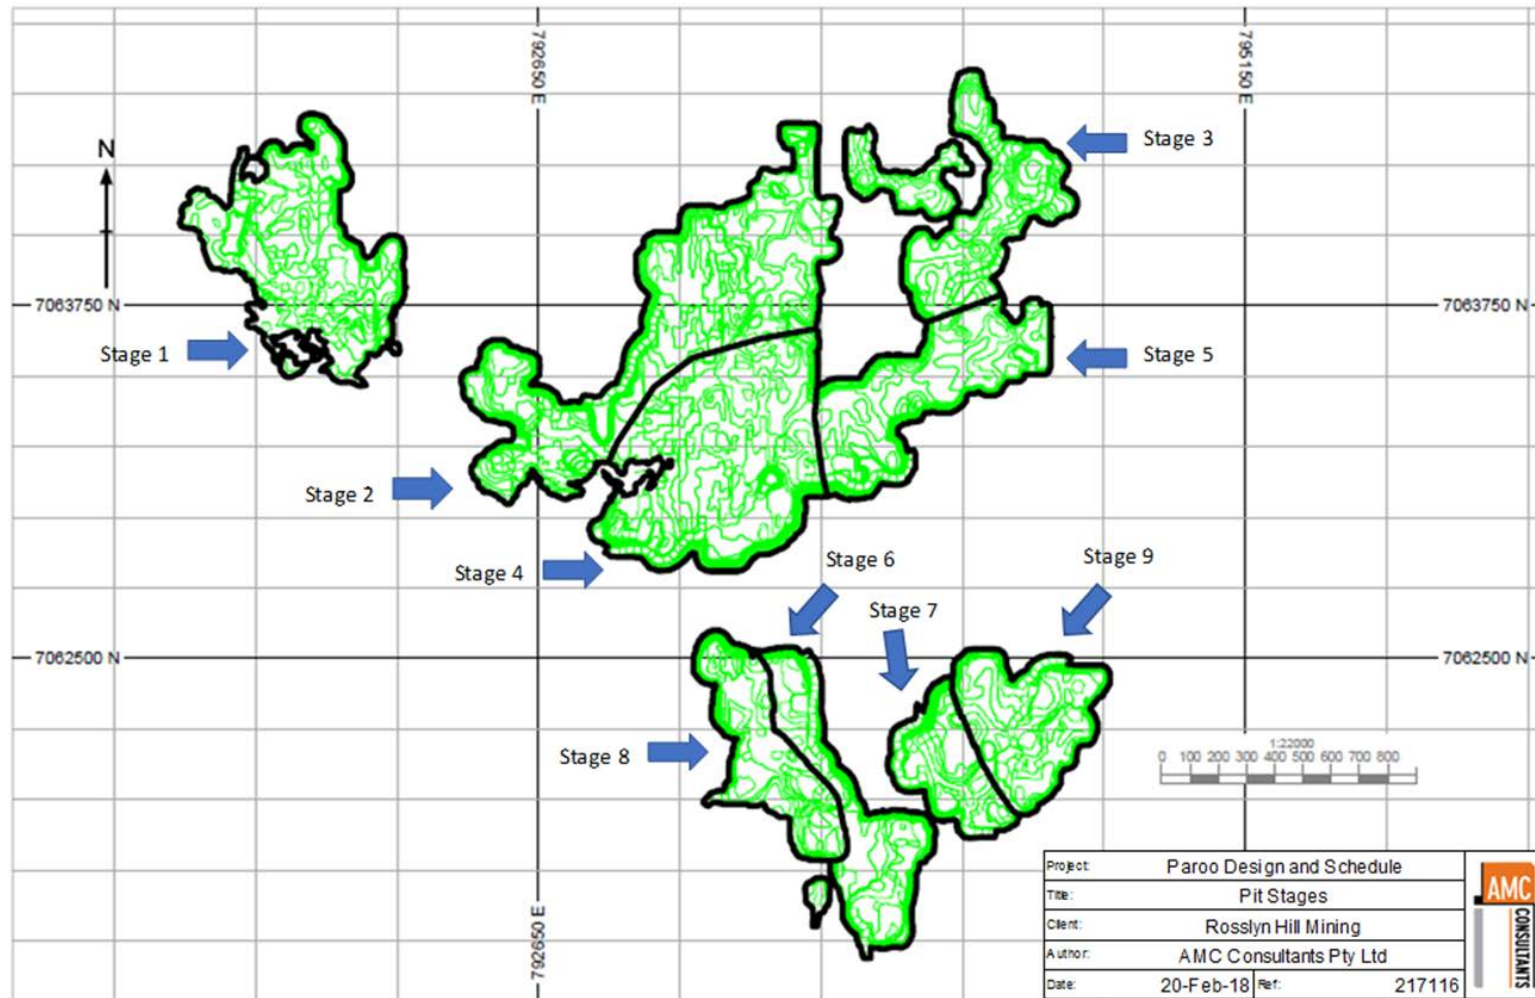 792650 E
795150 E
Stage 3
N
7063750 N
7063750 N
Stage 1
Stage 5
Stage 2
Stage 4
Stage 6
Stage 9
Stage 7
7062500 N
7062500 N
Stage 8
1:22000
0 100 200 300 400 500 600 700 800
792650 E
Project: Paroo Design and Schedule
Title: Pit Stages
Client: Rosslyn Hill Mining
Author: AMC Consultants Pty Ltd
Date: 20-Feb-18 Ref: 217116
AMC
CONSULTANTS